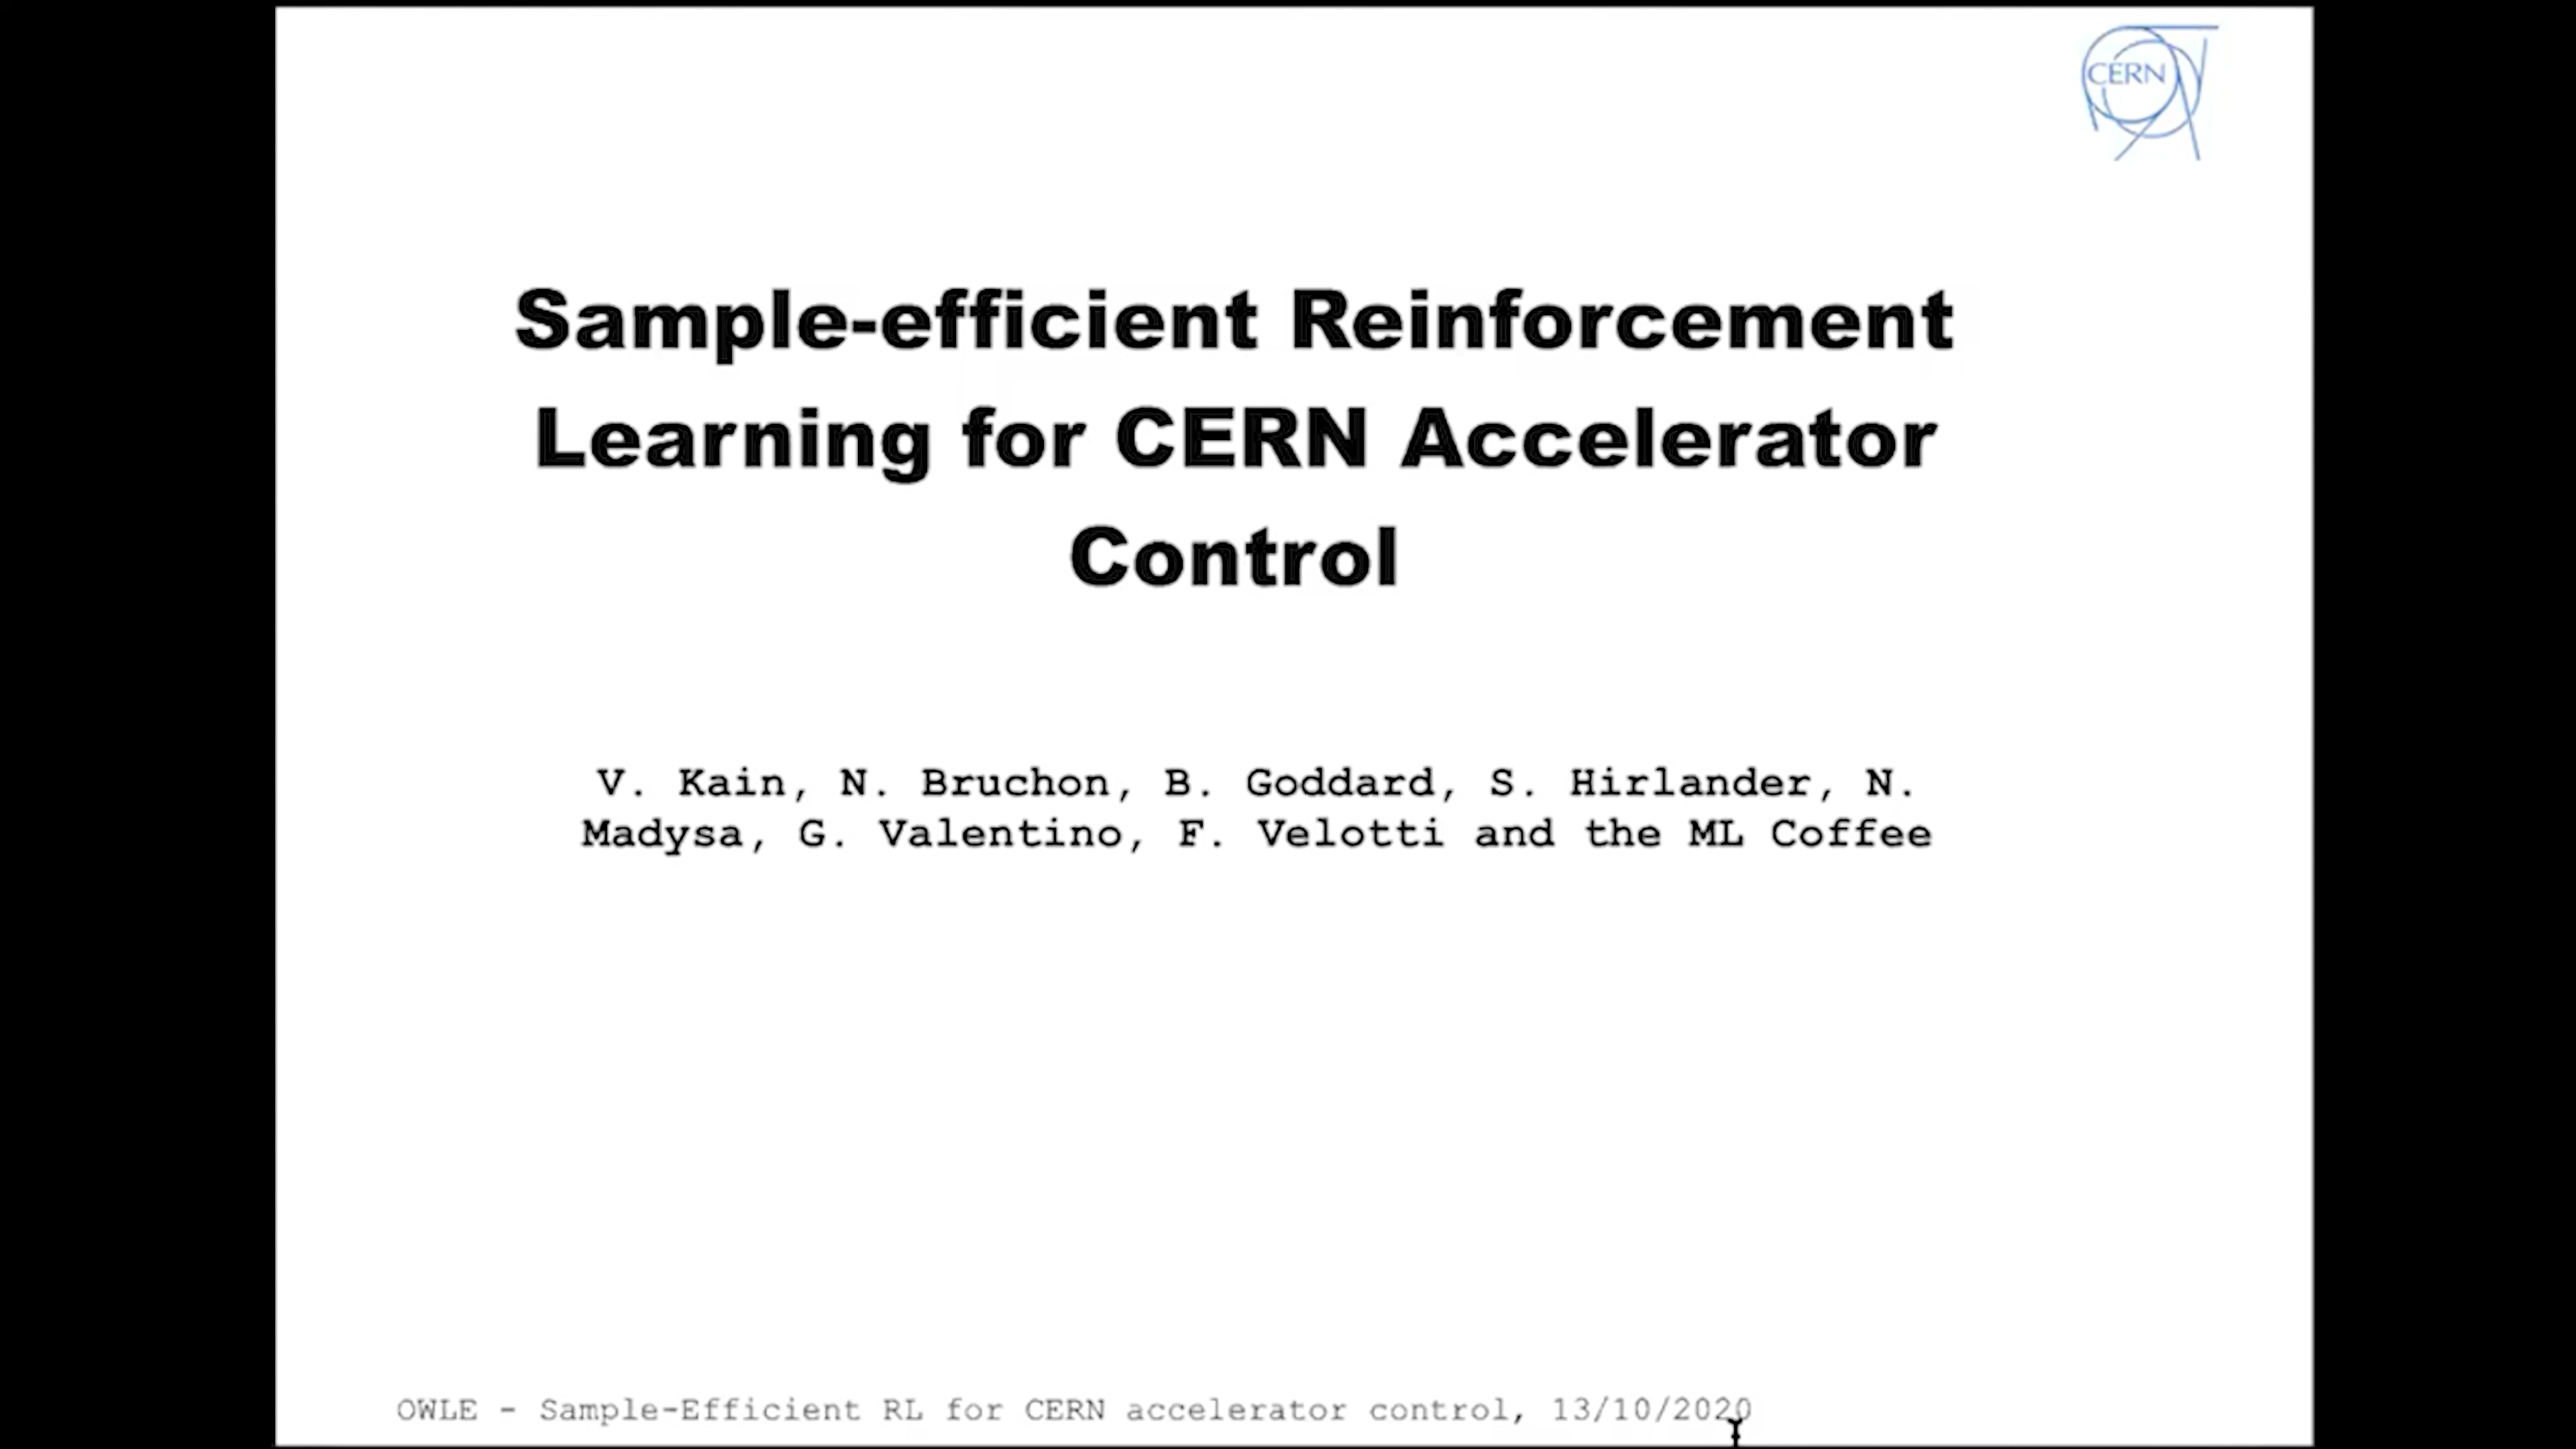 CERN
Sample-efficient Reinforcement
Learning for CERN Accelerator
Control
V. Kain, N. Bruchon, B. Goddard, S. Hirlander, N.
Madysa, G. Valentino, F. Velotti and the ML Coffee
OWLE - Sample-Efficient RL for CERN accelerator control, 13/10/2020